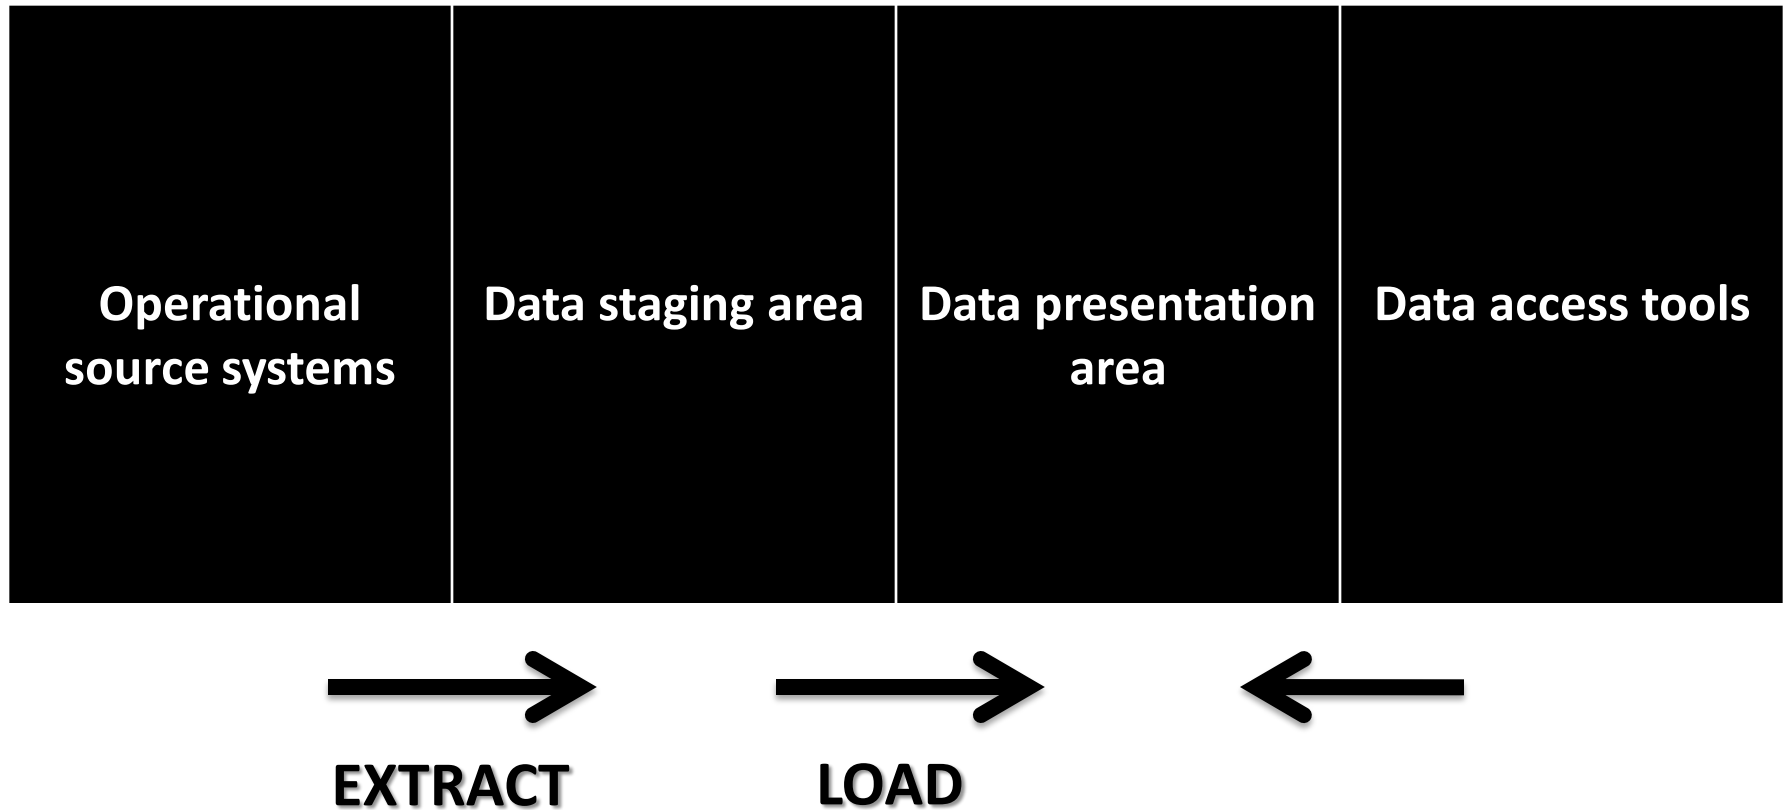 Operational
source systems
Data staging area
Data presentation
area
Data access tools
EXTRACT
LOAD